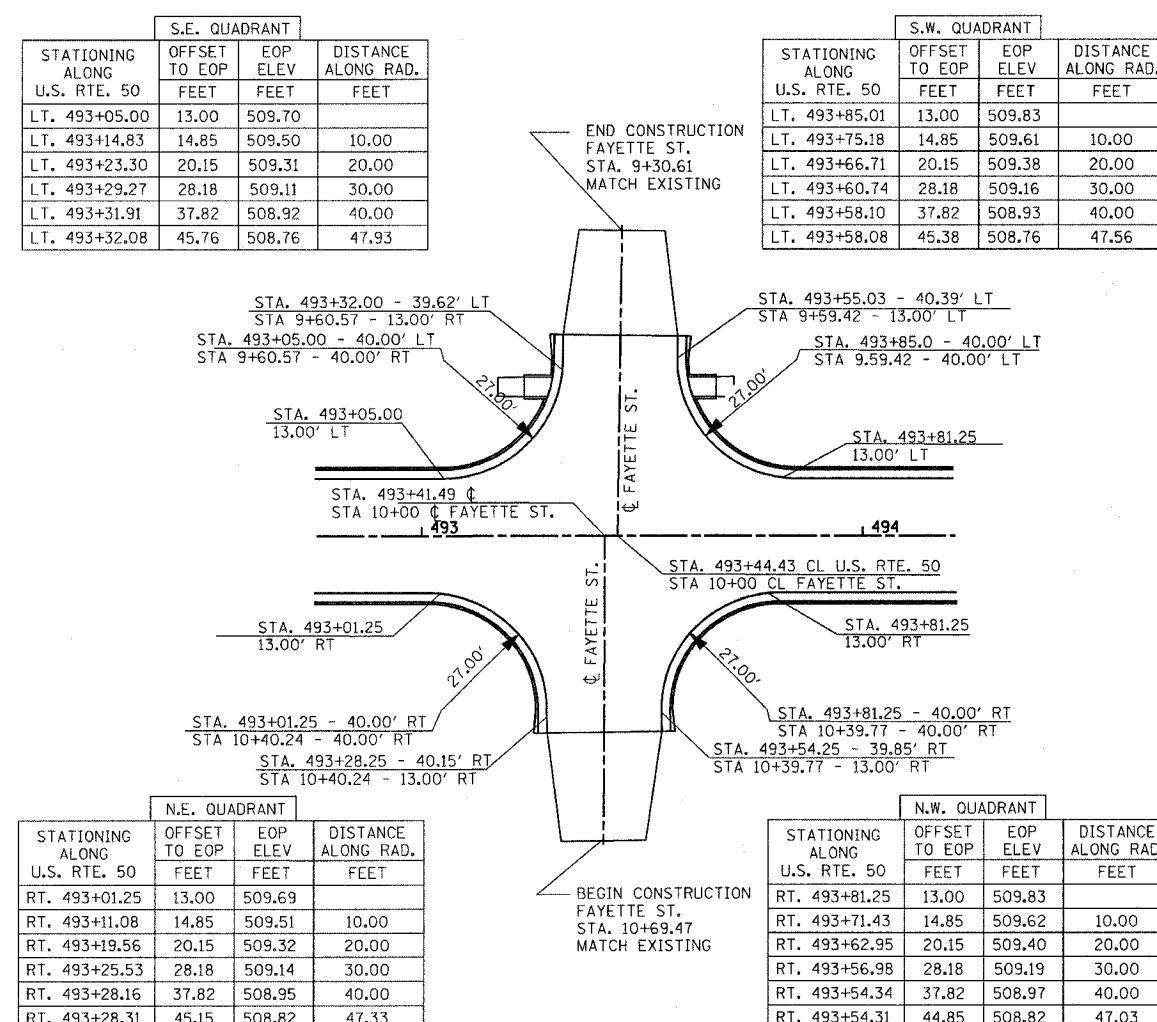 S.E. QUADRANT
STATIONING ALONG U.S. RTE. 50 OFFSET TO EOP EOP ELEV DISTANCE ALONG RAD.
FEET FEET FEET
LT. 493+05.00 13.00 509.70
LT. 493+14.83 14.85 509.50 10.00
LT. 493+23.30 20.15 509.31 20.00
LT. 493+29.27 28.18 509.11 30.00
LT. 493+31.91 37.82 508.92 40.00
LT. 493+32.08 45.76 508.76 47.93
S.W. QUADRANT
STATIONING ALONG U.S. RTE. 50 OFFSET TO EOP EOP ELEV DISTANCE ALONG RAD.
FEET FEET FEET
LT. 493+85.01 13.00 509.83
LT. 493+75.18 14.85 509.61 10.00
LT. 493+66.71 20.15 509.38 20.00
LT. 493+60.74 28.18 509.16 30.00
LT. 493+58.10 37.82 508.93 40.00
LT. 493+58.08 45.38 508.76 47.56
END CONSTRUCTION
FAYETTE ST.
STA. 9+30.61
MATCH EXISTING
STA. 493+32.00 - 39.62' LT
STA 9+60.57 - 13.00' RT
STA. 493+05.00 - 40.00' LT
STA 9+60.57 - 40.00' RT
27.00'
STA. 493+05.00
13.00' LT
STA. 493+55.03 - 40.39' LT
STA 9+59.42 - 13.00' LT
STA. 493+85.0 - 40.00' LT
STA 9.59.42 - 40.00' LT
27.00'
STA. 493+81.25
13.00' LT
℄ FAYETTE ST.
STA. 493+41.49 ℄
STA 10+00 ℄ FAYETTE ST.
493
494
STA. 493+44.43 CL U.S. RTE. 50
STA 10+00 CL FAYETTE ST.
℄ FAYETTE ST.
STA. 493+01.25
13.00' RT
27.00'
STA. 493+01.25 - 40.00' RT
STA 10+40.24 - 40.00' RT
STA. 493+28.25 - 40.15' RT
STA 10+40.24 - 13.00' RT
STA. 493+81.25
13.00' RT
27.00'
STA. 493+81.25 - 40.00' RT
STA 10+39.77 - 40.00' RT
STA. 493+54.25 - 39.85' RT
STA 10+39.77 - 13.00' RT
BEGIN CONSTRUCTION
FAYETTE ST.
STA. 10+69.47
MATCH EXISTING
N.E. QUADRANT
STATIONING ALONG U.S. RTE. 50 OFFSET TO EOP EOP ELEV DISTANCE ALONG RAD.
FEET FEET FEET
RT. 493+01.25 13.00 509.69
RT. 493+11.08 14.85 509.51 10.00
RT. 493+19.56 20.15 509.32 20.00
RT. 493+25.53 28.18 509.14 30.00
RT. 493+28.16 37.82 508.95 40.00
RT. 493+28.31 45.15 508.82 47.33
N.W. QUADRANT
STATIONING ALONG U.S. RTE. 50 OFFSET TO EOP EOP ELEV DISTANCE ALONG RAD.
FEET FEET FEET
RT. 493+81.25 13.00 509.83
RT. 493+71.43 14.85 509.62 10.00
RT. 493+62.95 20.15 509.40 20.00
RT. 493+56.98 28.18 509.19 30.00
RT. 493+54.34 37.82 508.97 40.00
RT. 493+54.31 44.85 508.82 47.03